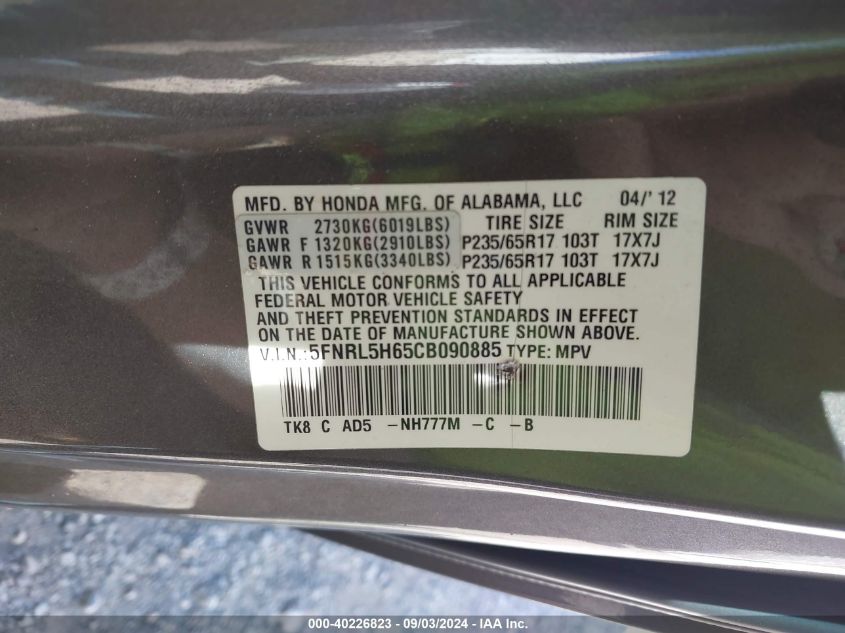 MFD. BY HONDA MFG. OF ALABAMA, LLC 04/' 12
GVWR 2730KG(6019LBS) TIRE SIZE RIM SIZE
GAWR F 1320KG(2910LBS) P235/65R17 103T 17X7J
GAWR R 1515KG(3340LBS) P235/65R17 103T 17X7J
THIS VEHICLE CONFORMS TO ALL APPLICABLE
FEDERAL MOTOR VEHICLE SAFETY
AND THEFT PREVENTION STANDARDS IN EFFECT
ON THE DATE OF MANUFACTURE SHOWN ABOVE.
V.I.N.: 5FNRL5H65CB090885 TYPE: MPV
TK8 C AD5 -NH777M -C -B
000-40226823 - 09/03/2024 - IAA Inc.